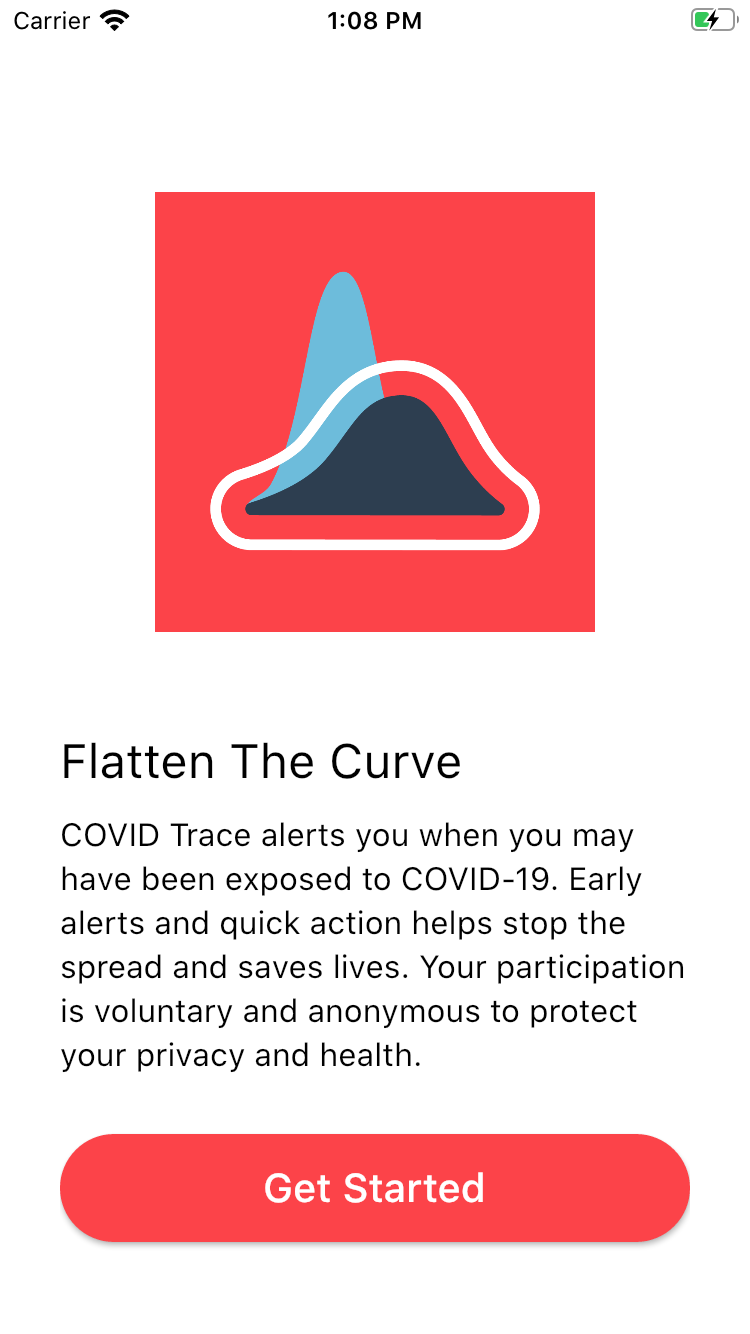 Carrier 1:08 PM
Flatten The Curve
COVID Trace alerts you when you may
have been exposed to COVID-19. Early
alerts and quick action helps stop the
spread and saves lives. Your participation
is voluntary and anonymous to protect
your privacy and health.
Get Started